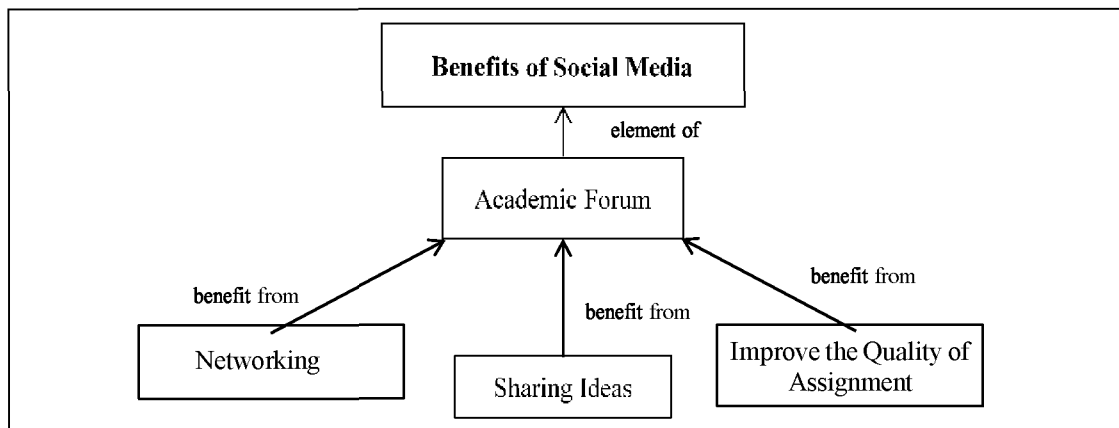 Benefits of Social Media
element of
Academic Forum
benefit from
benefit from
benefit from
Networking
Sharing Ideas
Improve the Quality of
Assignment